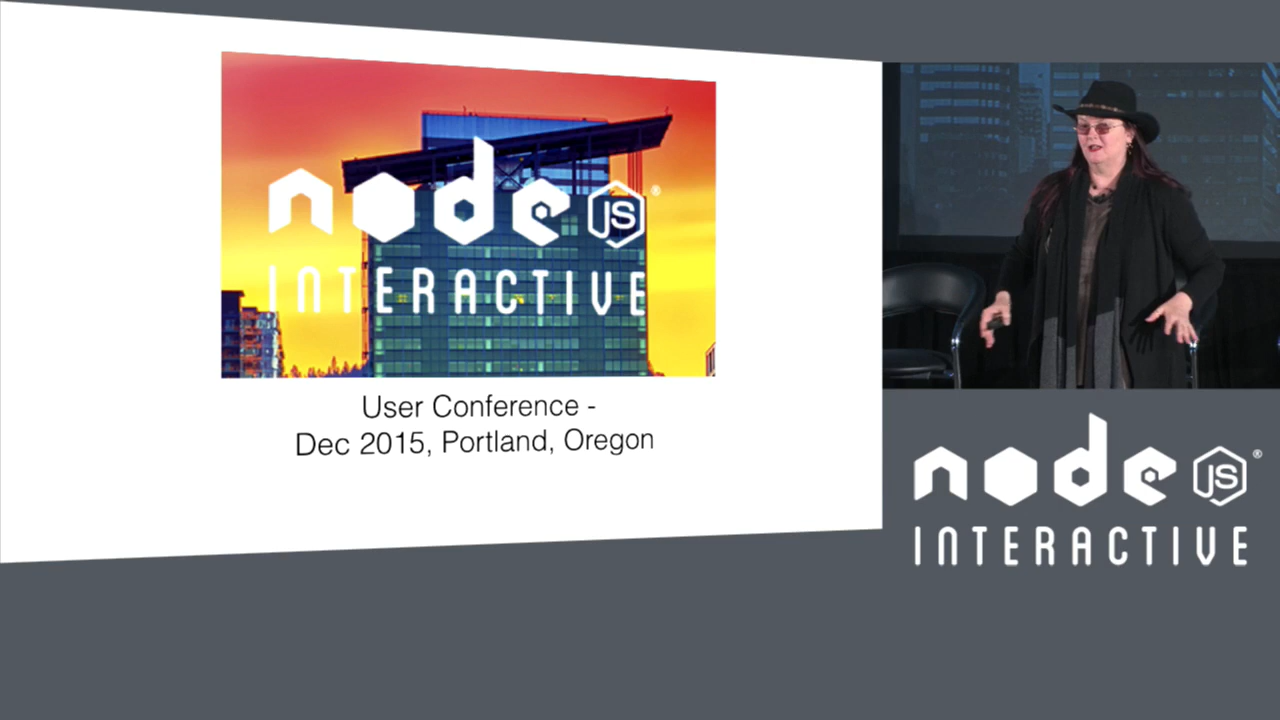 node JS ®
INTERACTIVE
User Conference -
Dec 2015, Portland, Oregon
node JS ®
INTERACTIVE